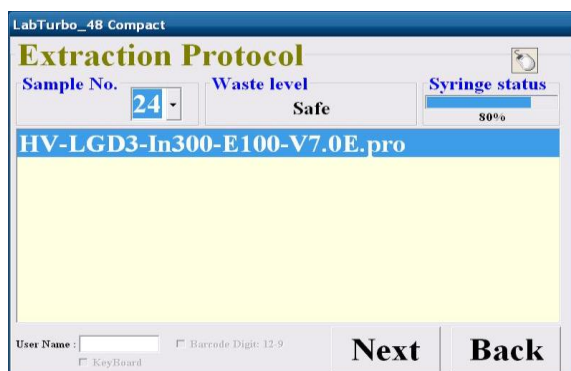 LabTurbo_48 Compact
Extraction Protocol
Sample No.
Waste level
Syringe status
24
Safe
80%
HV-LGD3-In300-E100-V7.0E.pro
User Name :
Barcode Digit: 12-9
KeyBoard
Next
Back